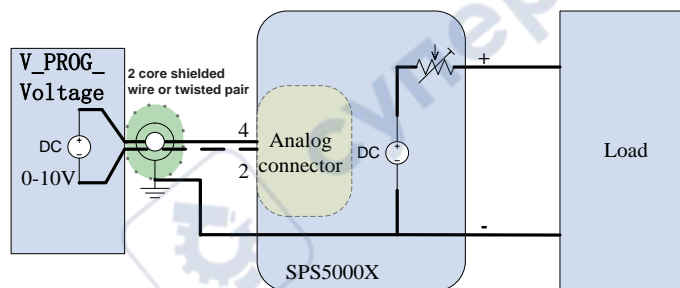 V_PROG_
Voltage
2 core shielded
wire or twisted pair
DC
+
-
0-10V
4
2
Analog
connector
DC
+
-
+
-
Load
SPS5000X
супер